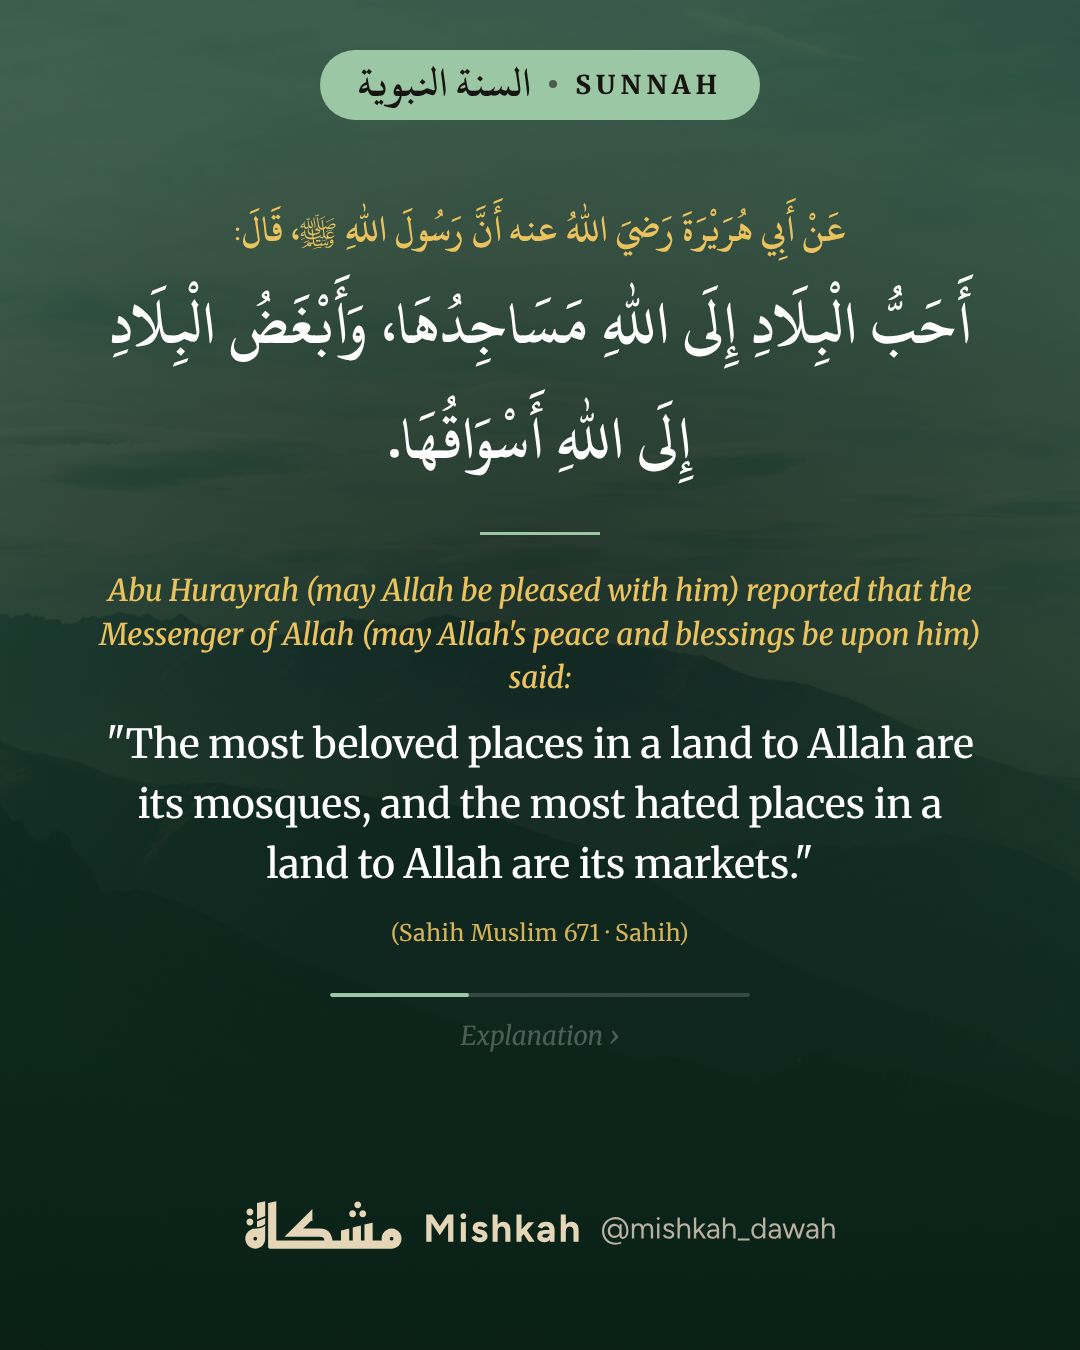 السنة النبوية • SUNNAH
عَنْ أَبِي هُرَيْرَةَ رَضيَ اللهُ عنه أَنَّ رَسُولَ اللهِ ﷺ، قَالَ:
أَحَبُّ الْبِلَادِ إِلَى اللهِ مَسَاجِدُهَا، وَأَبْغَضُ الْبِلَادِ
إِلَى اللهِ أَسْوَاقُهَا.
Abu Hurayrah (may Allah be pleased with him) reported that the
Messenger of Allah (may Allah's peace and blessings be upon him)
said:
"The most beloved places in a land to Allah are
its mosques, and the most hated places in a
land to Allah are its markets."
(Sahih Muslim 671 · Sahih)
Explanation ›
مشكاة Mishkah @mishkah_dawah